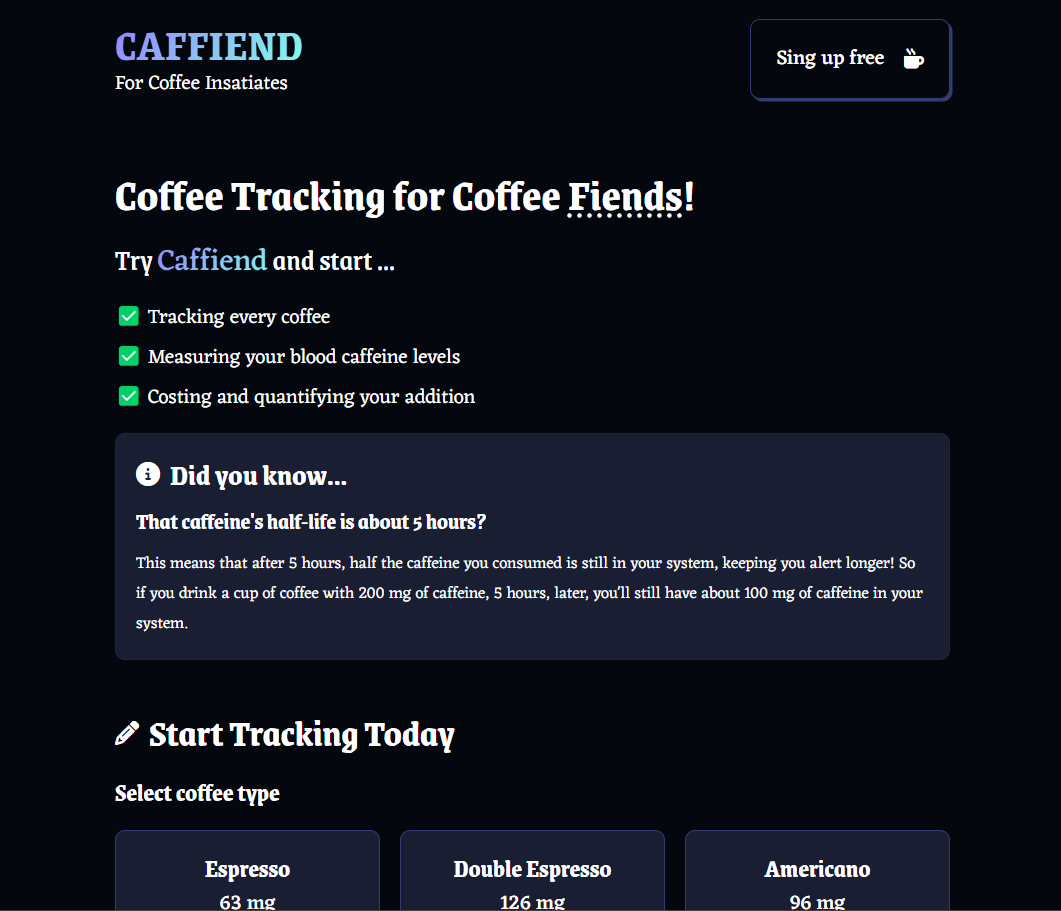 CAFFIEND
For Coffee Insatiates
Sing up free
Coffee Tracking for Coffee Fiends!
Try Caffiend and start ...
Tracking every coffee
Measuring your blood caffeine levels
Costing and quantifying your addition
Did you know...
That caffeine's half-life is about 5 hours?
This means that after 5 hours, half the caffeine you consumed is still in your system, keeping you alert longer! So
if you drink a cup of coffee with 200 mg of caffeine, 5 hours, later, you'll still have about 100 mg of caffeine in your
system.
Start Tracking Today
Select coffee type
Espresso
63 mg
Double Espresso
126 mg
Americano
96 mg